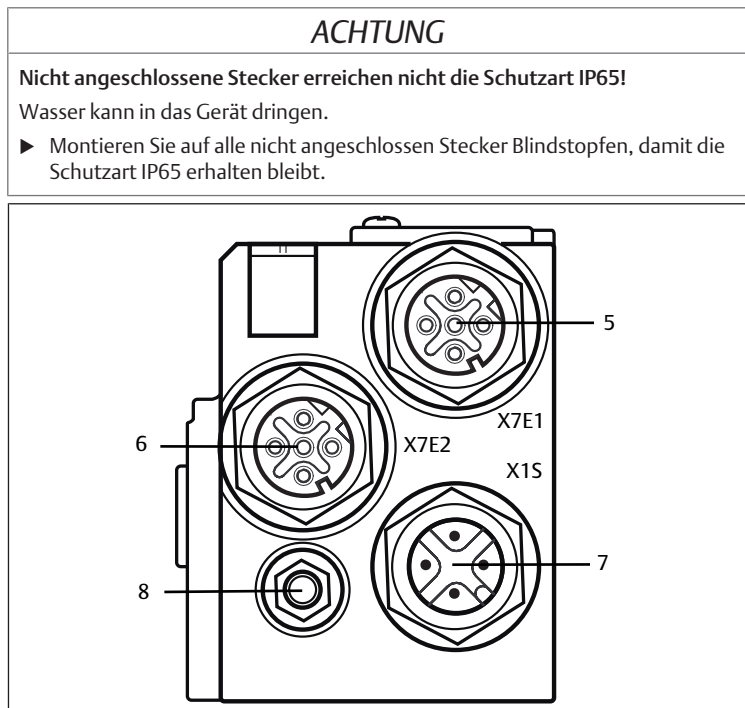 ACHTUNG
Nicht angeschlossene Stecker erreichen nicht die Schutzart IP65!
Wasser kann in das Gerät dringen.
▶ Montieren Sie auf alle nicht angeschlossen Stecker Blindstopfen, damit die
Schutzart IP65 erhalten bleibt.
5
X7E1
6
X7E2
X1S
7
8